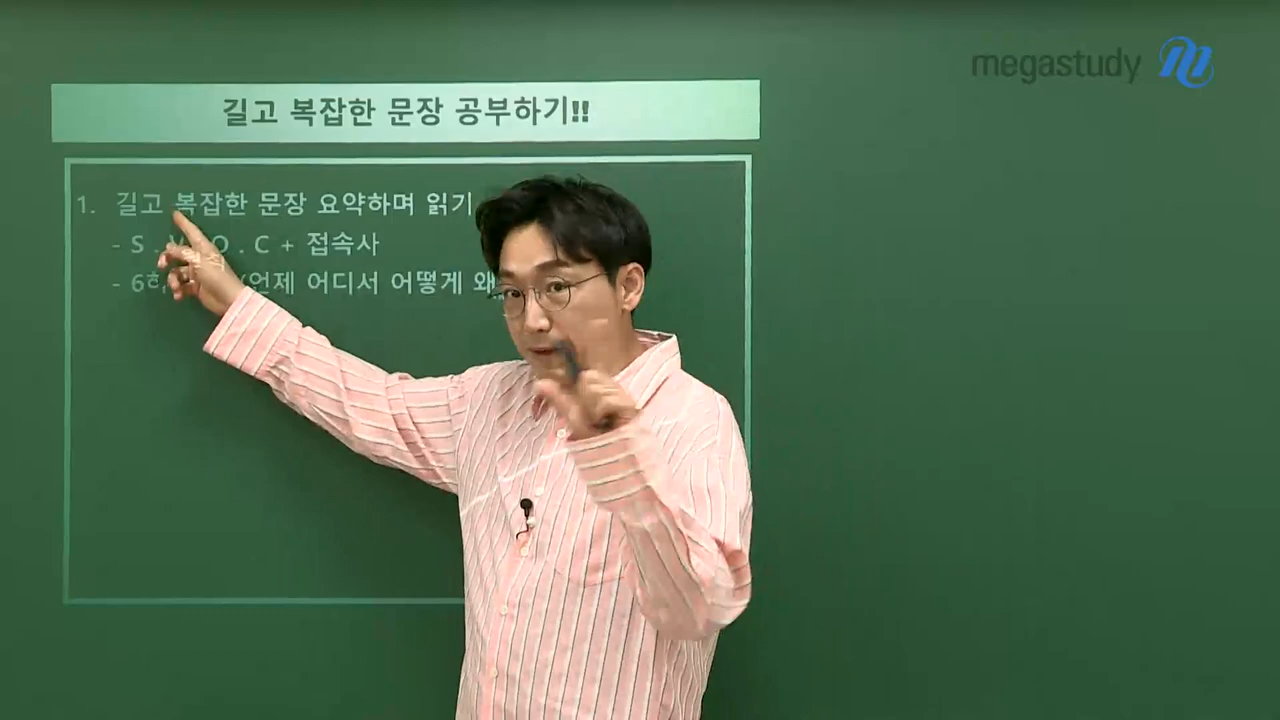 megastudy
길고 복잡한 문장 공부하기!!
1. 길고 복잡한 문장 요약하며 읽기
- S . V . O . C + 접속사
- 6하 언제 어디서 어떻게 왜